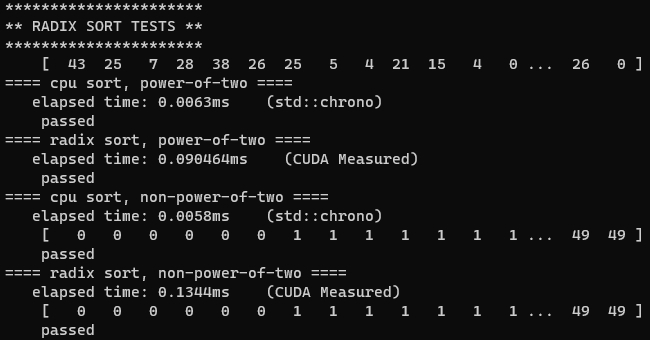 **********************
** RADIX SORT TESTS **
**********************
    [  43  25   7  28  38  26  25   5   4  21  15   4   0 ...  26   0 ]
==== cpu sort, power-of-two ====
   elapsed time: 0.0063ms    (std::chrono)
    passed
==== radix sort, power-of-two ====
   elapsed time: 0.090464ms    (CUDA Measured)
    passed
==== cpu sort, non-power-of-two ====
   elapsed time: 0.0058ms    (std::chrono)
    [   0   0   0   0   0   1   1   1   1   1   1   1 ...  49  49 ]
    passed
==== radix sort, non-power-of-two ====
   elapsed time: 0.1344ms    (CUDA Measured)
    [   0   0   0   0   0   1   1   1   1   1   1   1 ...  49  49 ]
    passed